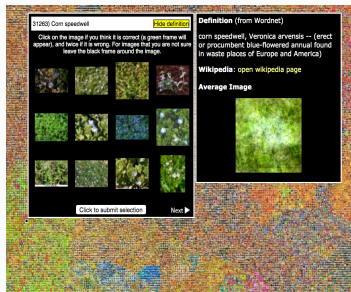 31263) Corn speedwell
Hide definition
Click on the image if you think it is correct (a green frame will
appear), and twice if it is wrong. For images that you are not sure
leave the black frame around the image.
Click to submit selection
Next
Definition (from Wordnet)
corn speedwell, Veronica arvensis -- (erect
or procumbent blue-flowered annual found
in waste places of Europe and America)
Wikipedia: open wikipedia page
Average Image